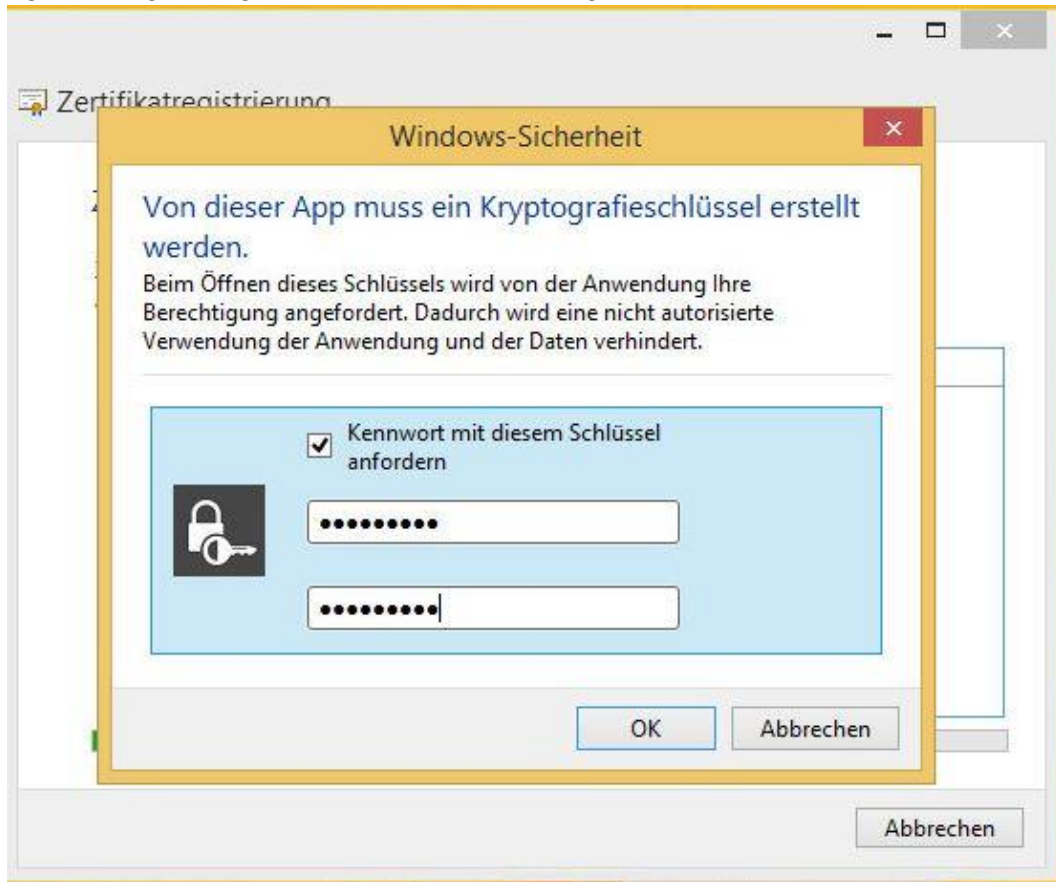 Zertifikatregistrierung
Windows-Sicherheit
Von dieser App muss ein Kryptografieschlüssel erstellt
werden.
Beim Öffnen dieses Schlüssels wird von der Anwendung Ihre
Berechtigung angefordert. Dadurch wird eine nicht autorisierte
Verwendung der Anwendung und der Daten verhindert.
Kennwort mit diesem Schlüssel
anfordern
OK Abbrechen
Abbrechen